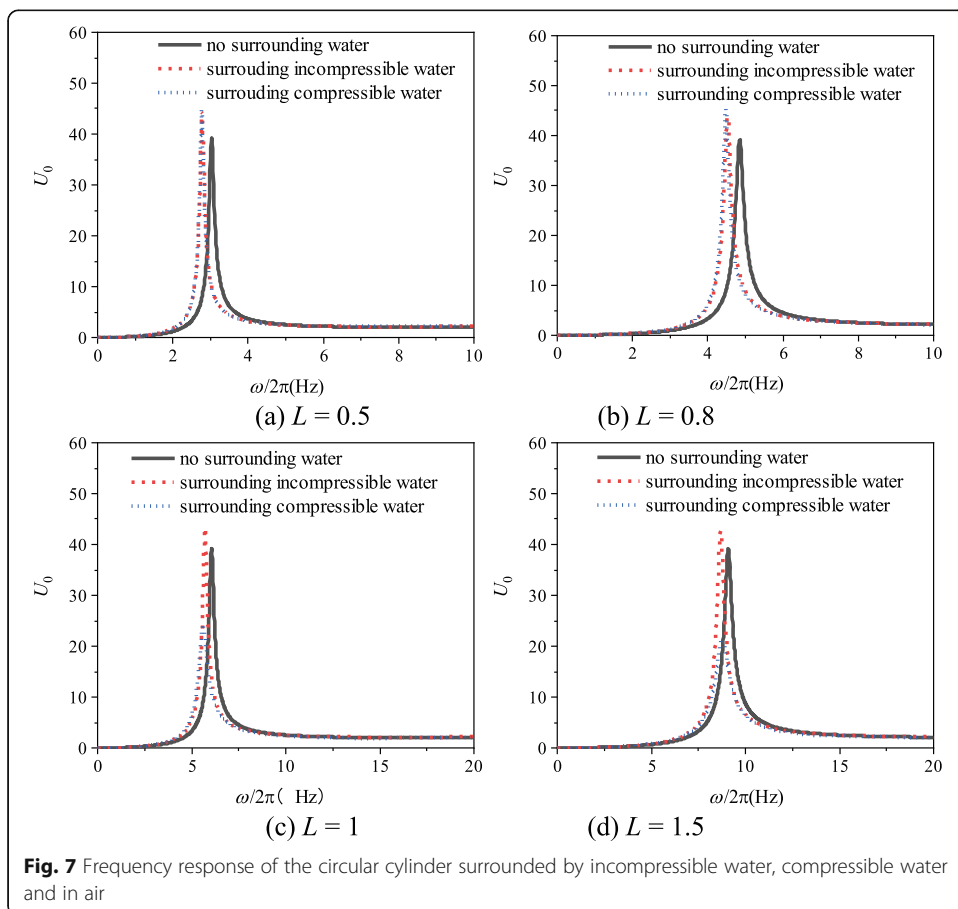 60
50
40
30
20
10
0
U0
no surrounding water
surrouding incompressible water
surrouding compressible water
0 2 4 6 8 10
ω/2π(Hz)
(a) L = 0.5
60
50
40
30
20
10
0
U0
no surrounding water
surrounding incompressible water
surrounding compressible water
0 2 4 6 8 10
ω/2π(Hz)
(b) L = 0.8
60
50
40
30
20
10
0
U0
no surrounding water
surrounding incompressible water
surrounding compressible water
0 5 10 15 20
ω/2π( Hz)
(c) L = 1
60
50
40
30
20
10
0
U0
no surrounding water
surrounding incompressible water
surrounding compressible water
0 5 10 15 20
ω/2π(Hz)
(d) L = 1.5
Fig. 7 Frequency response of the circular cylinder surrounded by incompressible water, compressible water
and in air